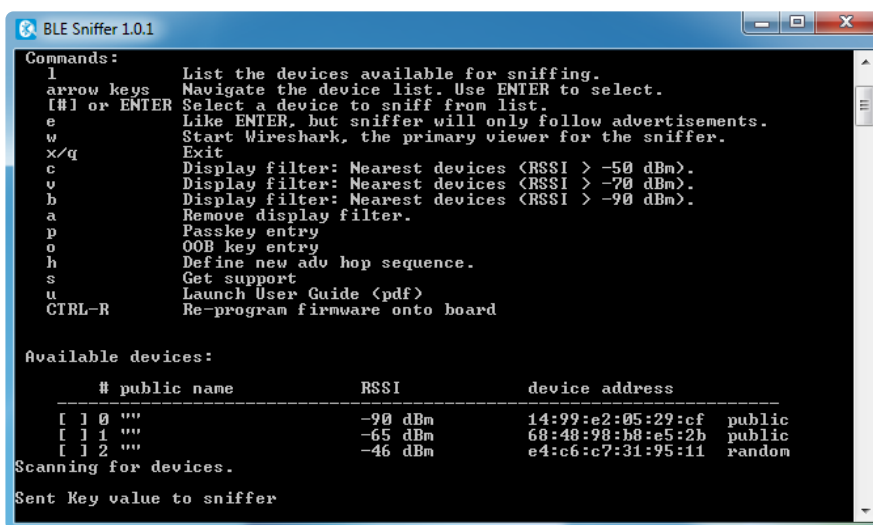 BLE Sniffer 1.0.1
Commands:
l List the devices available for sniffing.
arrow keys Navigate the device list. Use ENTER to select.
[#] or ENTER Select a device to sniff from list.
e Like ENTER, but sniffer will only follow advertisements.
w Start Wireshark, the primary viewer for the sniffer.
x/q Exit
c Display filter: Nearest devices (RSSI > -50 dBm).
v Display filter: Nearest devices (RSSI > -70 dBm).
b Display filter: Nearest devices (RSSI > -90 dBm).
a Remove display filter.
p Passkey entry
o OOB key entry
h Define new adv hop sequence.
s Get support
u Launch User Guide (pdf)
CTRL-R Re-program firmware onto board
Available devices:
# public name RSSI device address
[ ] 0 "" -90 dBm 14:99:e2:05:29:cf public
[ ] 1 "" -65 dBm 68:48:98:b8:e5:2b public
[ ] 2 "" -46 dBm e4:c6:c7:31:95:11 random
Scanning for devices.
Sent Key value to sniffer